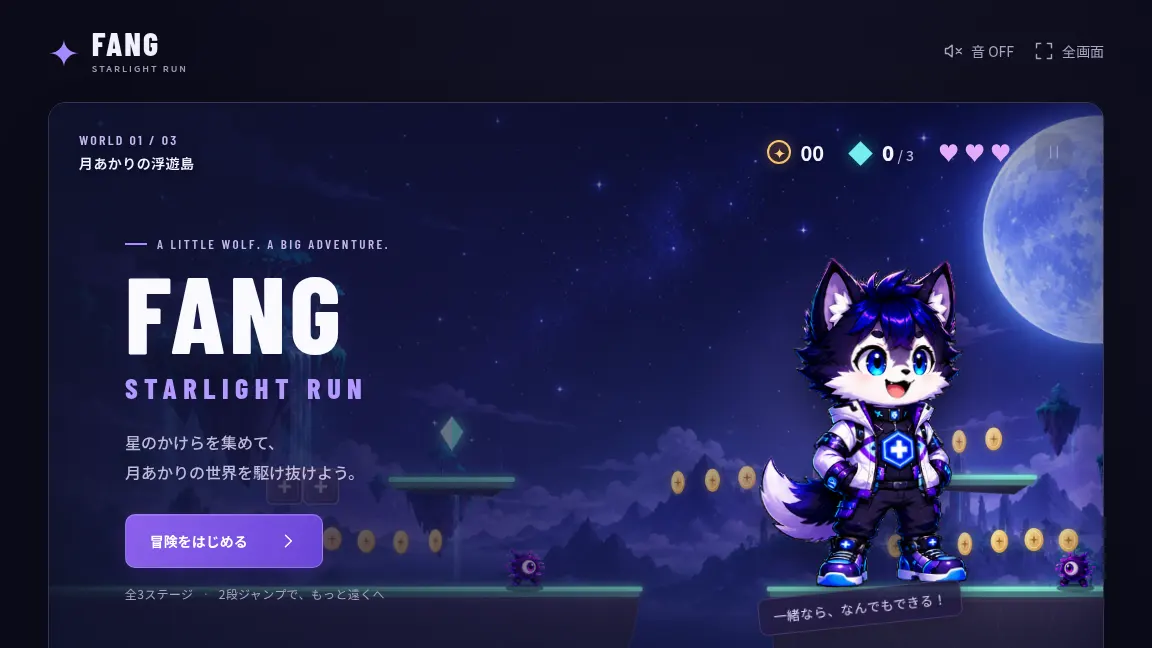 FANG
STARLIGHT RUN
音 OFF
全画面
WORLD 01 / 03
月あかりの浮遊島
00
0 / 3
A LITTLE WOLF. A BIG ADVENTURE.
FANG
STARLIGHT RUN
星のかけらを集めて、
月あかりの世界を駆け抜けよう。
冒険をはじめる
全3ステージ · 2段ジャンプで、もっと遠くへ
一緒なら、なんでもできる！